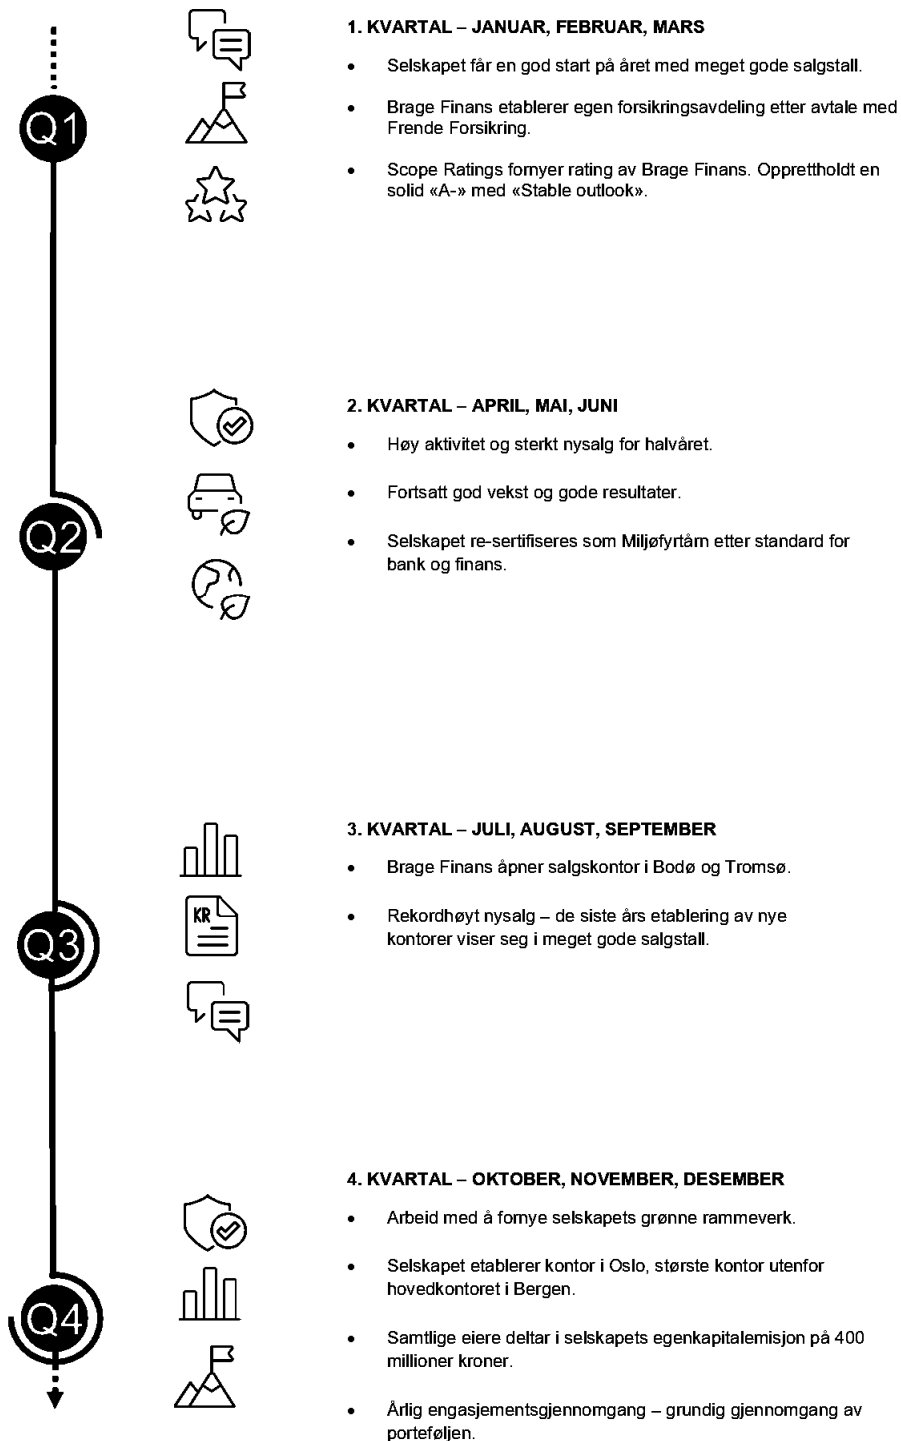 1. KVARTAL – JANUAR, FEBRUAR, MARS
• Selskapet får en god start på året med meget gode salgstall.
Q1
• Brage Finans etablerer egen forsikringsavdeling etter avtale med
Frende Forsikring.
• Scope Ratings fornyer rating av Brage Finans. Opprettholdt en
solid «A-» med «Stable outlook».
2. KVARTAL – APRIL, MAI, JUNI
• Høy aktivitet og sterkt nysalg for halvåret.
• Fortsatt god vekst og gode resultater.
Q2
• Selskapet re-sertifiseres som Miljøfyrtårn etter standard for
bank og finans.
3. KVARTAL – JULI, AUGUST, SEPTEMBER
• Brage Finans åpner salgskontor i Bodø og Tromsø.
KR
• Rekordhøyt nysalg – de siste års etablering av nye
kontorer viser seg i meget gode salgstall.
Q3
4. KVARTAL – OKTOBER, NOVEMBER, DESEMBER
• Arbeid med å fornye selskapets grønne rammeverk.
• Selskapet etablerer kontor i Oslo, største kontor utenfor
hovedkontoret i Bergen.
Q4
• Samtlige eiere deltar i selskapets egenkapitalemisjon på 400
millioner kroner.
• Årlig engasjementsgjennomgang – grundig gjennomgang av
porteføljen.